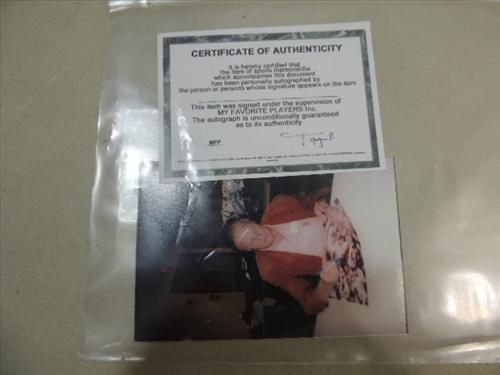 CERTIFICATE OF AUTHENTICITY
It is hereby certified that
the item of sports memorabilia
which accompanies this document
has been personally autographed by
the person or persons whose signature appears on the item
This item was signed under the supervision of
MY FAVORITE PLAYERS Inc.
The autograph is unconditionally guaranteed
as to its authenticity
MFP